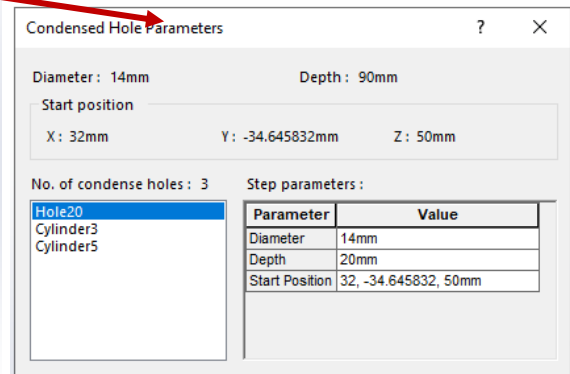 Condensed Hole Parameters ? ×
Diameter : 14mm Depth : 90mm
Start position
X : 32mm Y : -34.645832mm Z : 50mm
No. of condense holes : 3 Step parameters :
Hole20
Cylinder3
Cylinder5
Parameter Value
Diameter 14mm
Depth 20mm
Start Position 32, -34.645832, 50mm